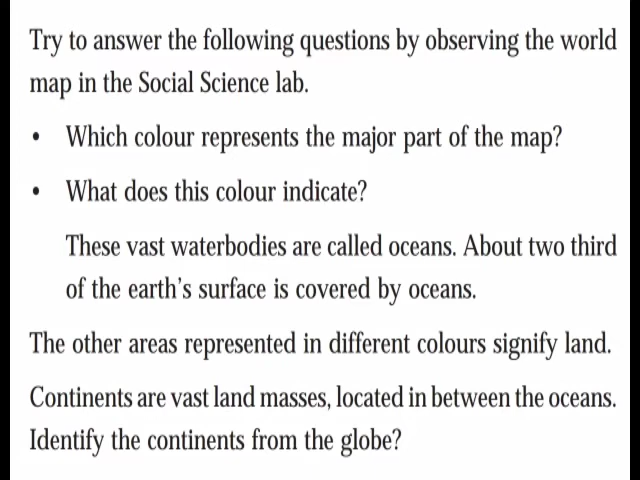 Try to answer the following questions by observing the world
map in the Social Science lab.
• Which colour represents the major part of the map?
• What does this colour indicate?
These vast waterbodies are called oceans. About two third
of the earth's surface is covered by oceans.
The other areas represented in different colours signify land.
Continents are vast land masses, located in between the oceans.
Identify the continents from the globe?